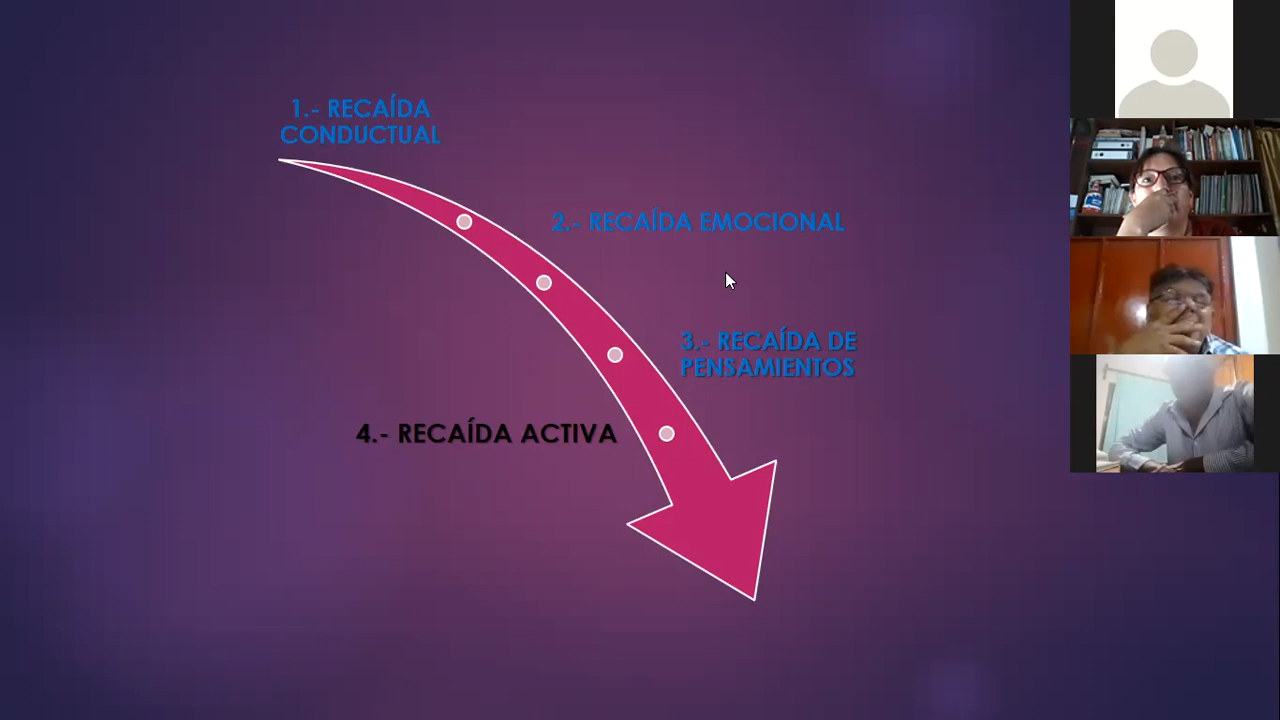 1.- RECAÍDA
CONDUCTUAL
2.- RECAÍDA EMOCIONAL
3.- RECAÍDA DE
PENSAMIENTOS
4.- RECAÍDA ACTIVA